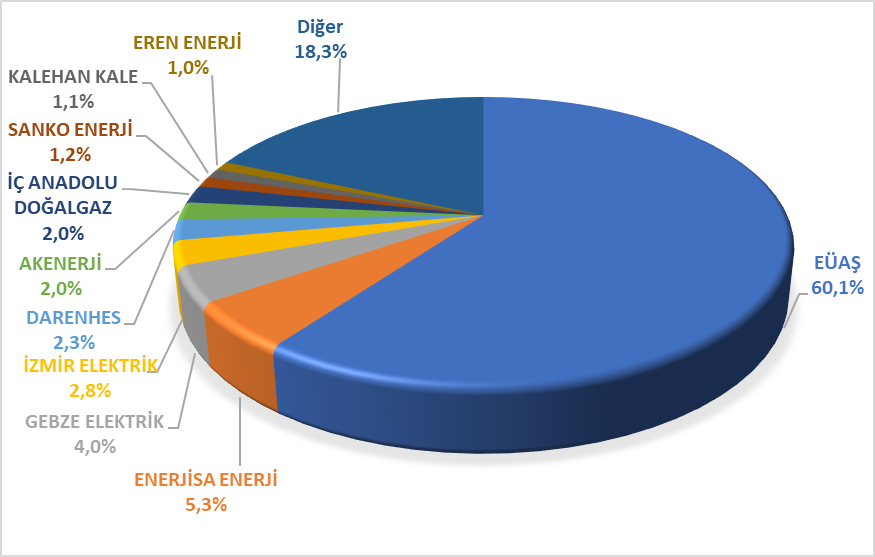 Diğer
18,3%
EREN ENERJİ
1,0%
KALEHAN KALE
1,1%
SANKO ENERJİ
1,2%
İÇ ANADOLU
DOĞALGAZ
2,0%
AKENERJİ
2,0%
DARENHES
2,3%
İZMİR ELEKTRİK
2,8%
GEBZE ELEKTRİK
4,0%
ENERJİSA ENERJİ
5,3%
EÜAŞ
60,1%